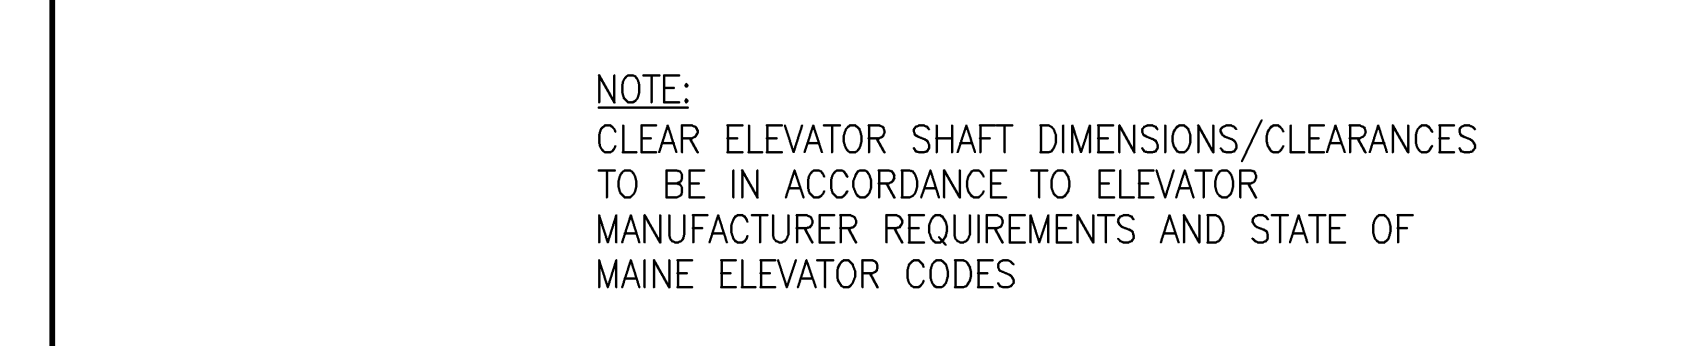 NOTE:
CLEAR ELEVATOR SHAFT DIMENSIONS/CLEARANCES
TO BE IN ACCORDANCE TO ELEVATOR
MANUFACTURER REQUIREMENTS AND STATE OF
MAINE ELEVATOR CODES